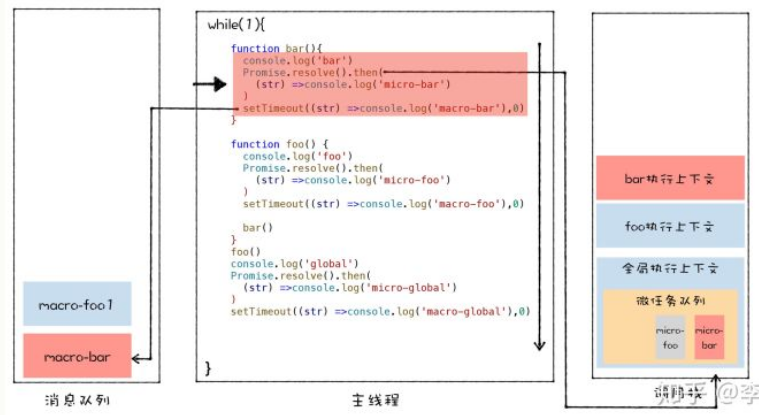 while(1){
function bar(){
console.log('bar')
Promise.resolve().then(
(str) =>console.log('micro-bar')
)
setTimeout((str) =>console.log('macro-bar'),0)
}
function foo() {
console.log('foo')
Promise.resolve().then(
(str) =>console.log('micro-foo')
)
setTimeout((str) =>console.log('macro-foo'),0)
bar()
}
foo()
console.log('global')
Promise.resolve().then(
(str) =>console.log('micro-global')
)
setTimeout((str) =>console.log('macro-global'),0)
}
macro-foo1
macro-bar
消息队列
主线程
bar执行上下文
foo执行上下文
全局执行上下文
微任务队列
micro-
foo
micro-
bar
调用栈
知乎 @李